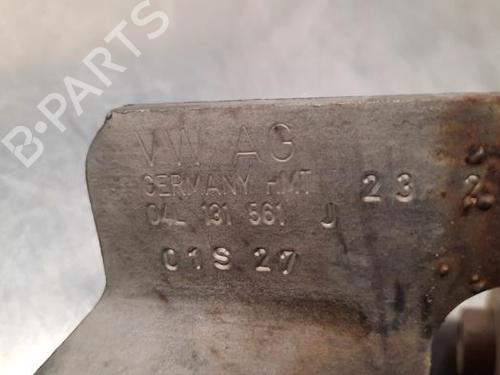 VW AG
GERMANY HMT 23 2
04L 131 561 J
01S 27
B-PARTS